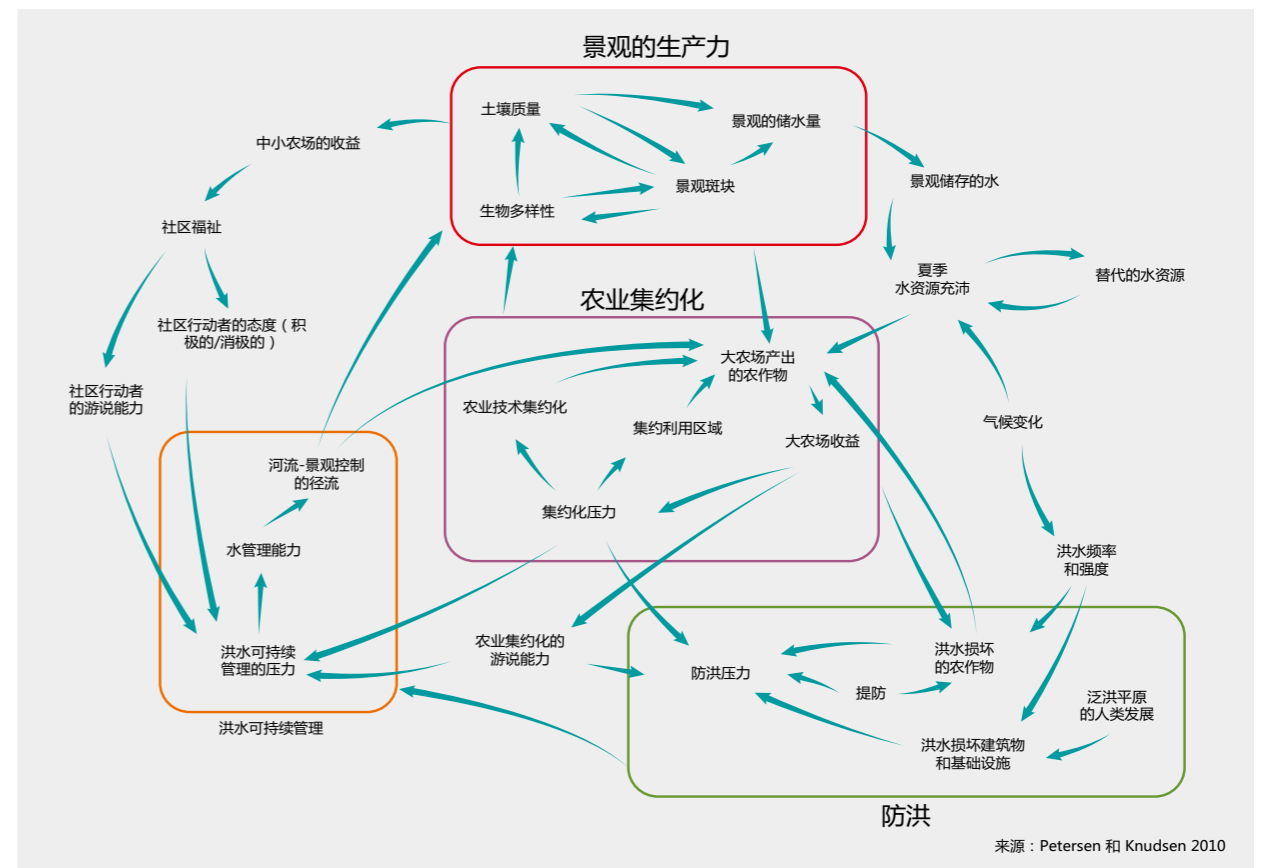 景观的生产力
土壤质量
景观的储水量
中小农场的收益
景观斑块
景观储存的水
生物多样性
社区福祉
夏季
水资源充沛
替代的水资源
农业集约化
社区行动者的态度（积
极的/消极的）
大农场产出
的农作物
社区行动者
的游说能力
农业技术集约化
集约利用区域
大农场收益
气候变化
河流-景观控制
的径流
集约化压力
水管理能力
洪水频率
和强度
洪水可持续
管理的压力
农业集约化的
游说能力
防洪压力
提防
洪水损坏
的农作物
泛洪平原
的人类发展
洪水可持续管理
洪水损坏建筑物
和基础设施
防洪
来源：Petersen 和 Knudsen 2010